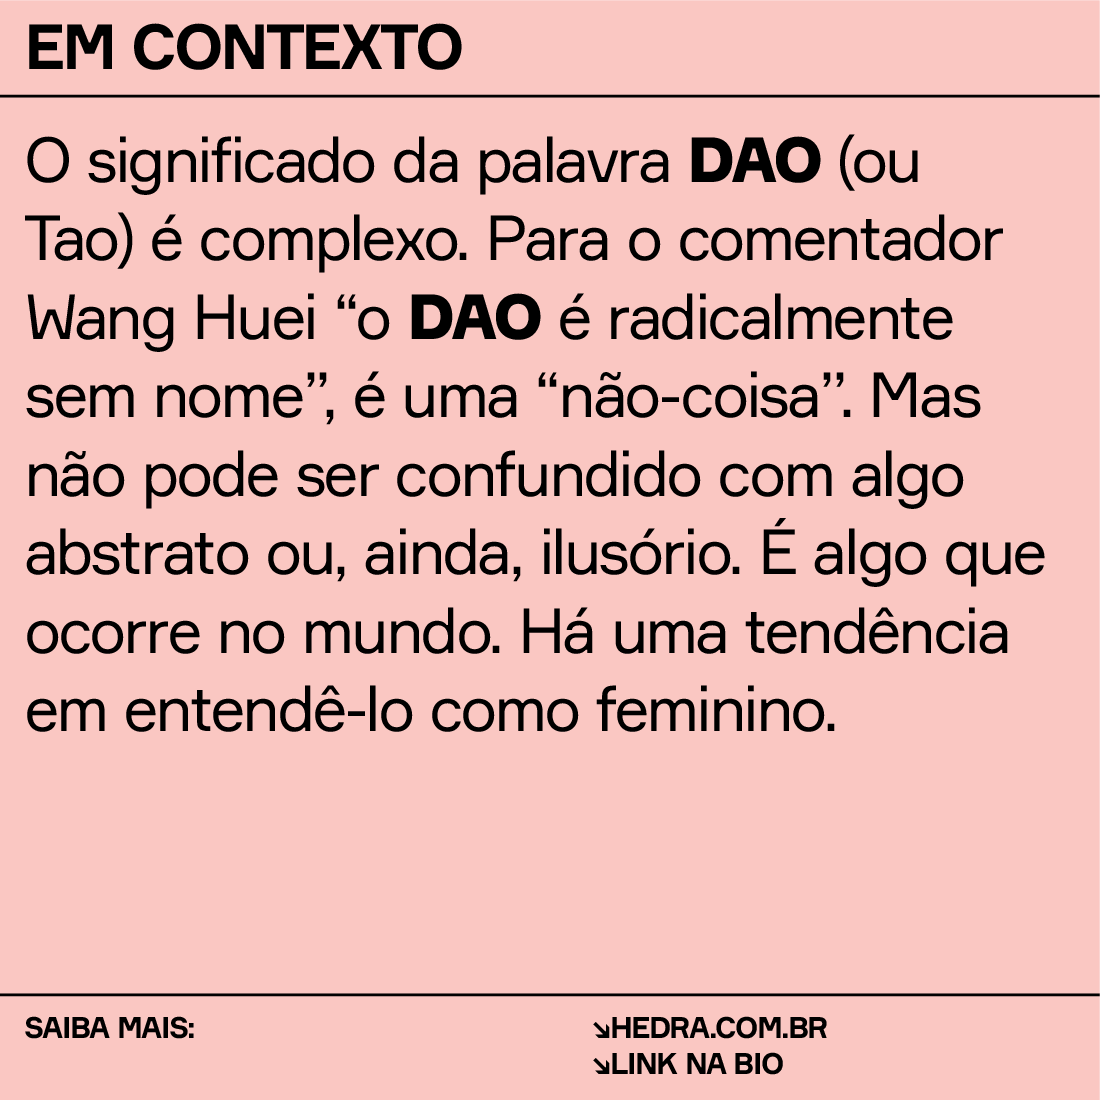 EM CONTEXTO
O significado da palavra DAO (ou
Tao) é complexo. Para o comentador
Wang Huei “o DAO é radicalmente
sem nome”, é uma “não-coisa”. Mas
não pode ser confundido com algo
abstrato ou, ainda, ilusório. É algo que
ocorre no mundo. Há uma tendência
em entendê-lo como feminino.
SAIBA MAIS:
↘HEDRA.COM.BR
↘LINK NA BIO